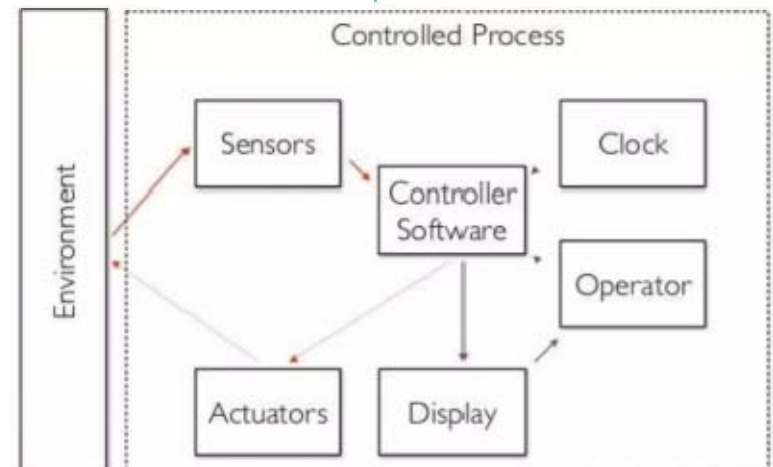 Controlled Process
Environment
Sensors
Clock
Controller
Software
Operator
Actuators
Display